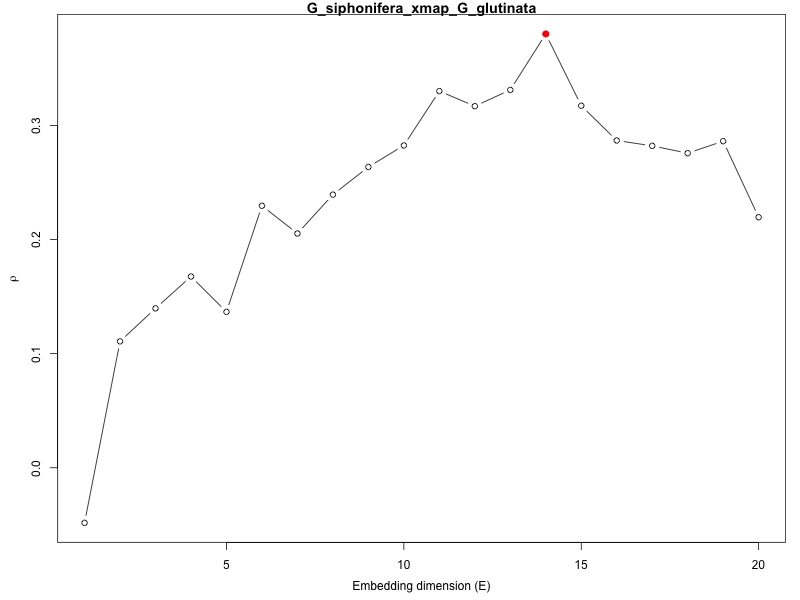 G_siphonifera_xmap_G_glutinata
0.3
0.2
0.1
0.0
ρ
5
10
15
20
Embedding dimension (E)